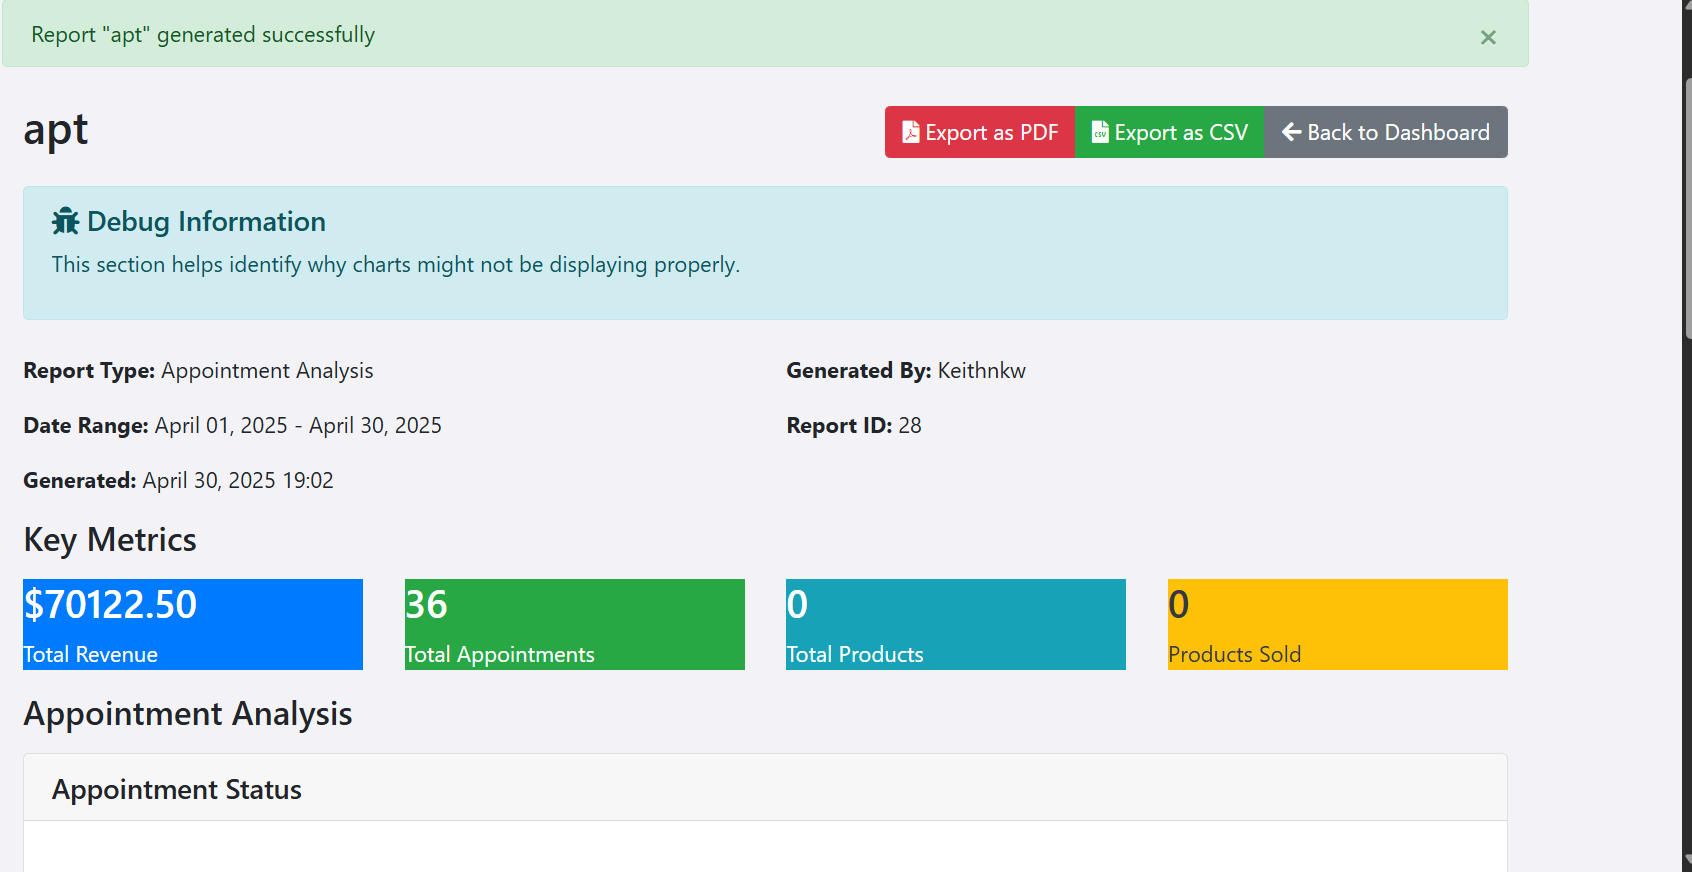 Report "apt" generated successfully
×
apt
Export as PDF
Export as CSV
Back to Dashboard
Debug Information
This section helps identify why charts might not be displaying properly.
Report Type: Appointment Analysis
Generated By: Keithnkw
Date Range: April 01, 2025 - April 30, 2025
Report ID: 28
Generated: April 30, 2025 19:02
Key Metrics
$70122.50
Total Revenue
36
Total Appointments
0
Total Products
0
Products Sold
Appointment Analysis
Appointment Status